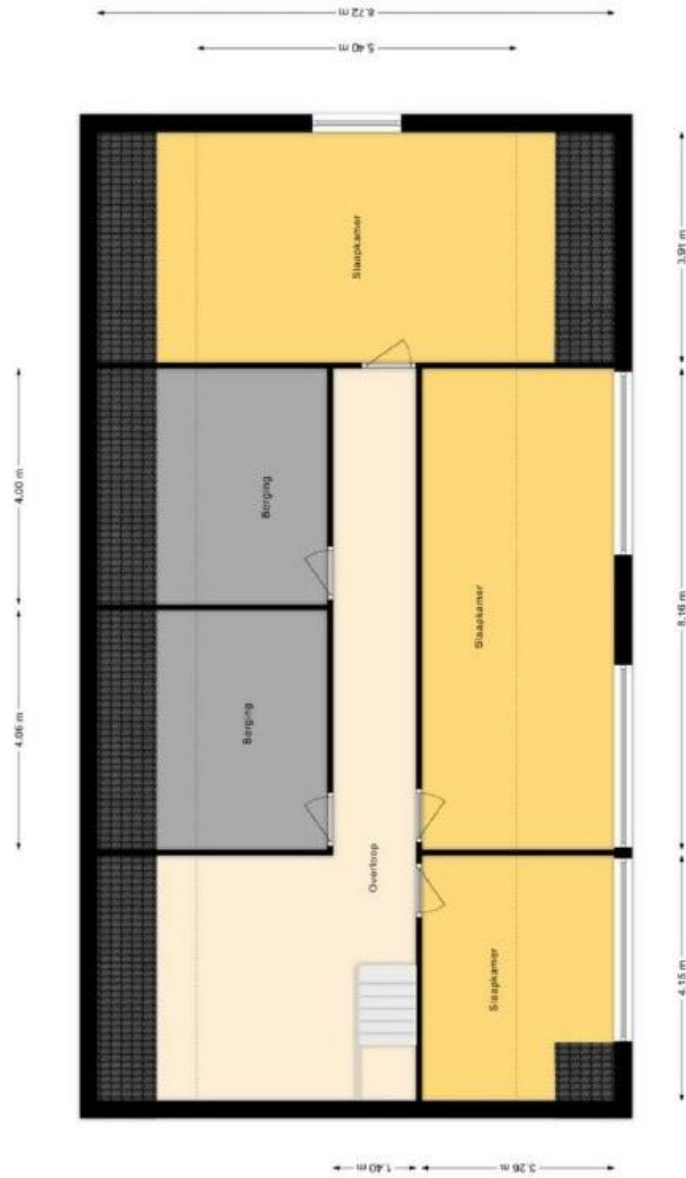 8.72 m
5.40 m
Slaapkamer
3.91 m
4.00 m
Berging
Slaapkamer
8.16 m
4.06 m
Berging
Overloop
Slaapkamer
4.15 m
1.40 m
3.26 m